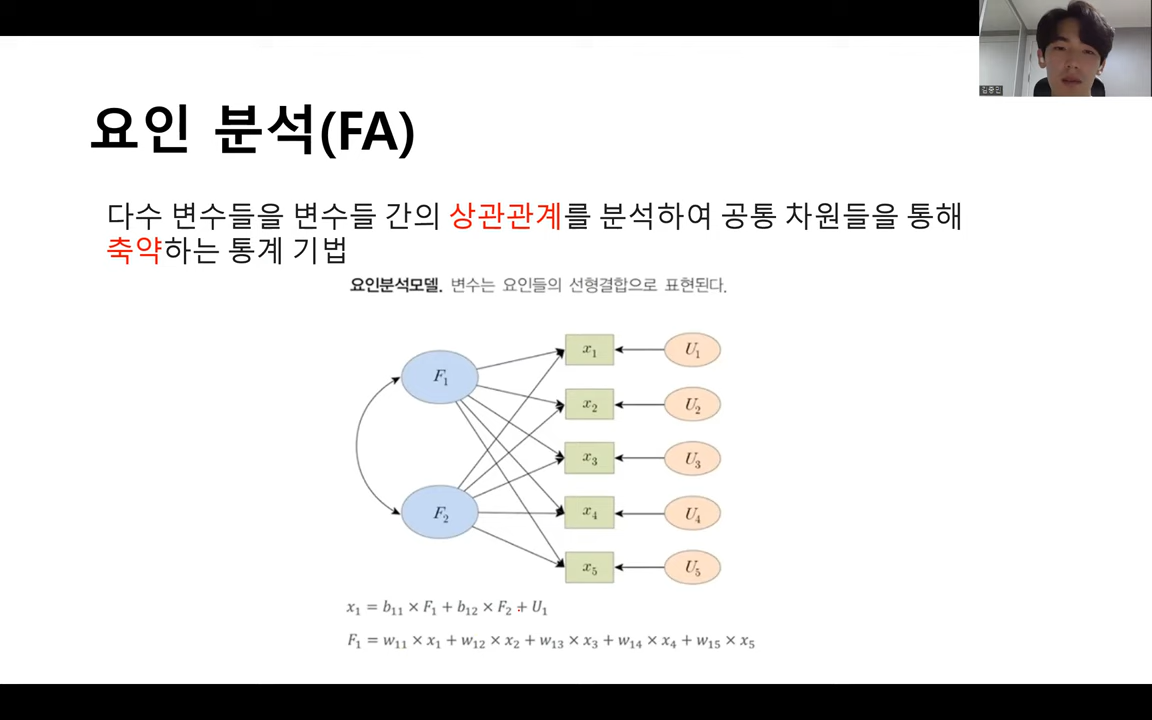 김종민
요인 분석(FA)
다수 변수들을 변수들 간의 상관관계를 분석하여 공통 차원들을 통해
축약하는 통계 기법
요인분석모델. 변수는 요인들의 선형결합으로 표현된다.
F₁
F₂
x₁
x₂
x₃
x₄
x₅
U₁
U₂
U₃
U₄
U₅
x₁ = b₁₁ × F₁ + b₁₂ × F₂ + U₁
F₁ = w₁₁ × x₁ + w₁₂ × x₂ + w₁₃ × x₃ + w₁₄ × x₄ + w₁₅ × x₅